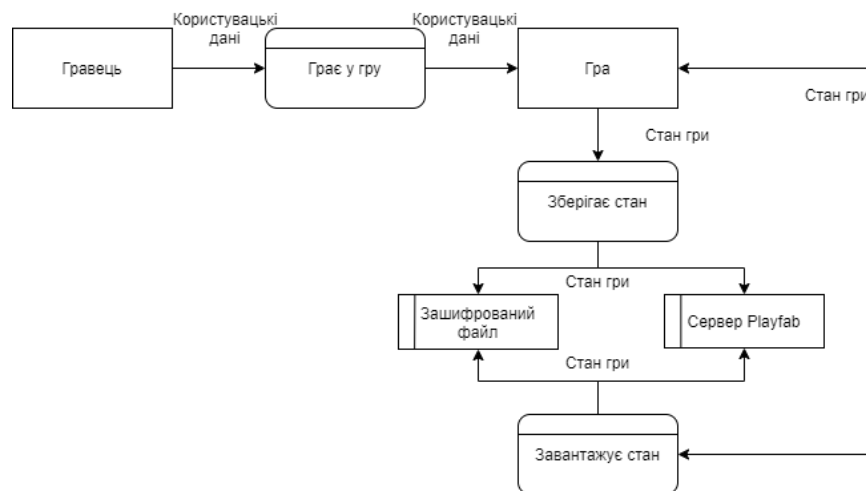 Користувацькі
дані
Користувацькі
дані
Гравець
Грає у гру
Гра
Стан гри
Стан гри
Зберігає стан
Стан гри
Зашифрований
файл
Сервер Playfab
Стан гри
Завантажує стан